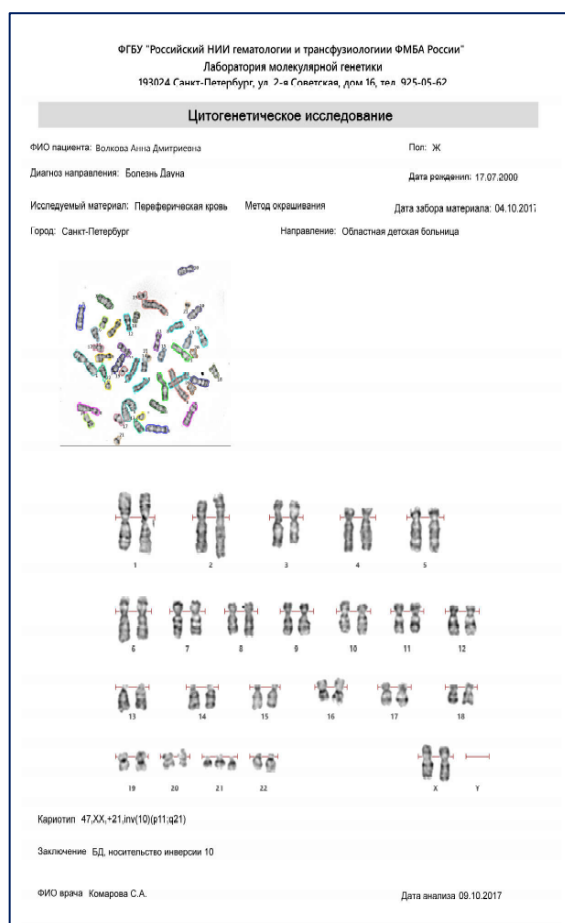 ФГБУ "Российский НИИ гематологии и трансфузиологиии ФМБА России"
Лаборатория молекулярной генетики
193024 Санкт-Петербург, ул. 2-я Советская, дом 16, тел. 925-05-62
Цитогенетическое исследование
ФИО пациента: Волкова Анна Дмитриевна Пол: Ж
Диагноз направления: Болезнь Дауна Дата рождения: 17.07.2000
Исследуемый материал: Переферическая кровь Метод окрашивания Дата забора материала: 04.10.2017
Город: Санкт-Петербург Направление: Областная детская больница
1 2 3 4 5
6 7 8 9 10 11 12
13 14 15 16 17 18
19 20 21 22 X Y
Кариотип 47,XX,+21,inv(10)(p11;q21)
Заключение БД, носительство инверсии 10
ФИО врача Комарова С.А. Дата анализа 09.10.2017